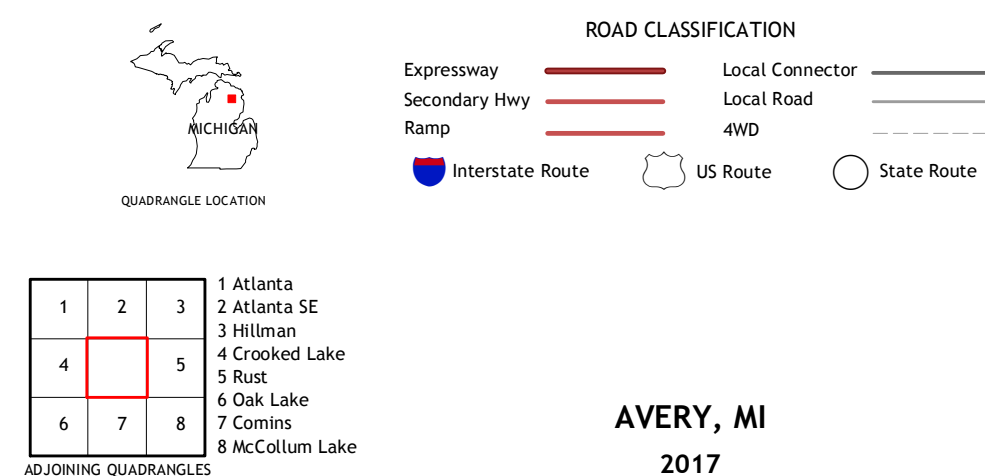 MICHIGAN
QUADRANGLE LOCATION
ROAD CLASSIFICATION
Expressway
Secondary Hwy
Ramp
Local Connector
Local Road
4WD
Interstate Route
US Route
State Route
1 2 3
4 5
6 7 8
ADJOINING QUADRANGLES
1 Atlanta
2 Atlanta SE
3 Hillman
4 Crooked Lake
5 Rust
6 Oak Lake
7 Comins
8 McCollum Lake
AVERY, MI
2017